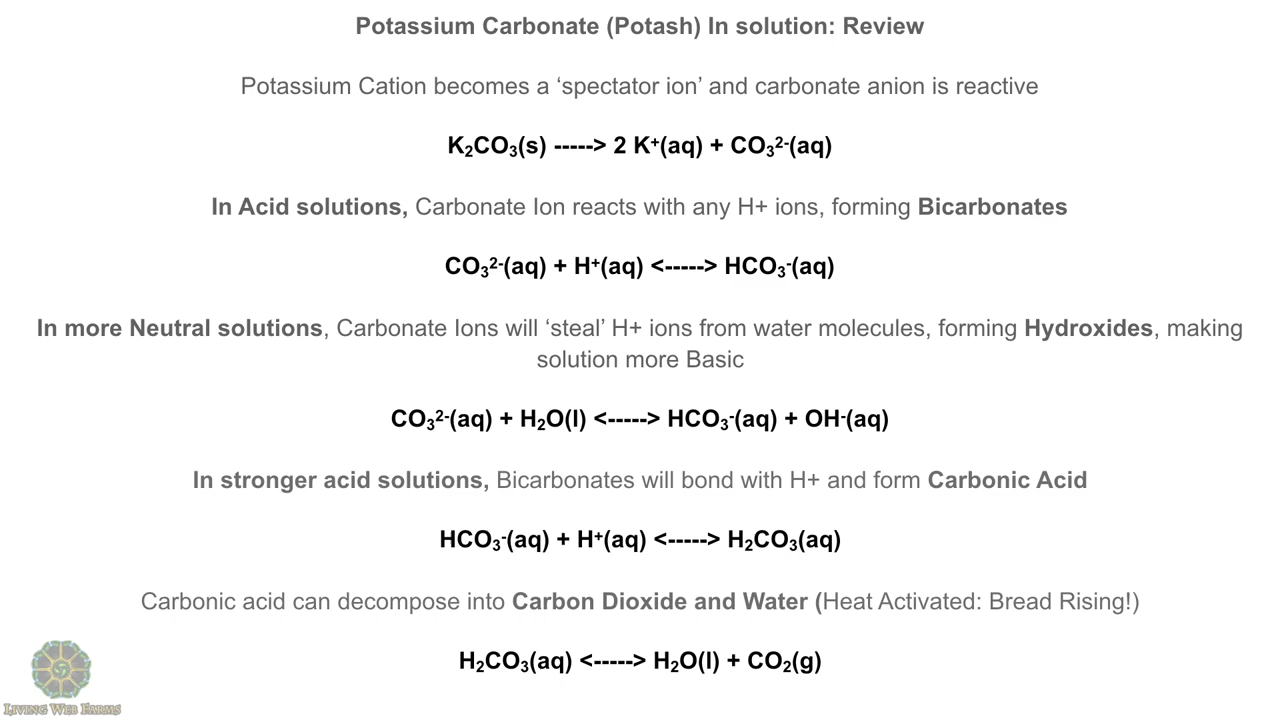 Potassium Carbonate (Potash) In solution: Review
Potassium Cation becomes a ‘spectator ion’ and carbonate anion is reactive
K₂CO₃(s) -----> 2 K⁺(aq) + CO₃²⁻(aq)
In Acid solutions, Carbonate Ion reacts with any H+ ions, forming Bicarbonates
CO₃²⁻(aq) + H⁺(aq) <-----> HCO₃⁻(aq)
In more Neutral solutions, Carbonate Ions will ‘steal’ H+ ions from water molecules, forming Hydroxides, making
solution more Basic
CO₃²⁻(aq) + H₂O(l) <-----> HCO₃⁻(aq) + OH⁻(aq)
In stronger acid solutions, Bicarbonates will bond with H+ and form Carbonic Acid
HCO₃⁻(aq) + H⁺(aq) <-----> H₂CO₃(aq)
Carbonic acid can decompose into Carbon Dioxide and Water (Heat Activated: Bread Rising!)
H₂CO₃(aq) <-----> H₂O(l) + CO₂(g)
Living Web Farms